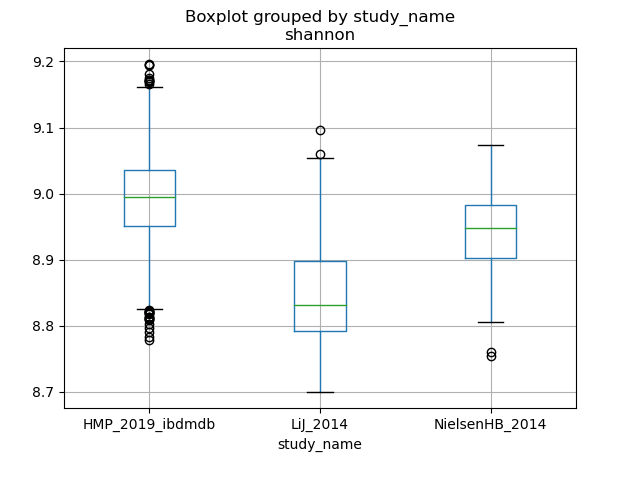 Boxplot grouped by study_name
shannon
9.2
9.1
9.0
8.9
8.8
8.7
HMP_2019_ibdmdb
LiJ_2014
NielsenHB_2014
study_name